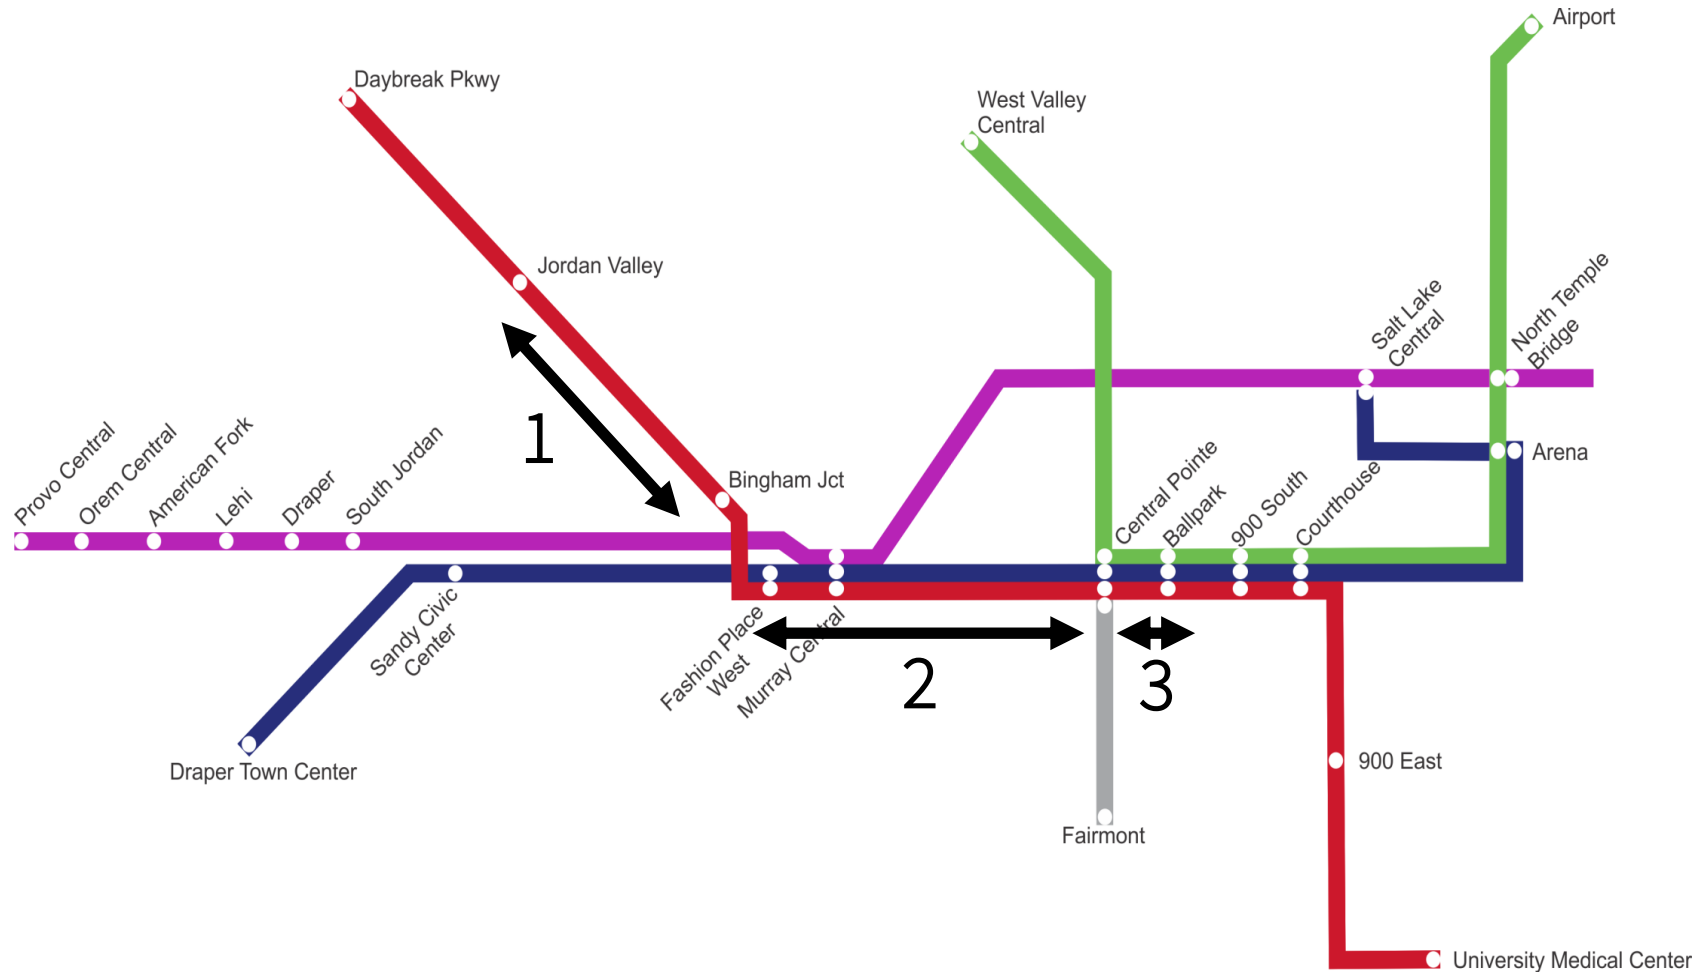 Airport
Daybreak Pkwy
West Valley
Central
Jordan Valley
Salt Lake
Central
North Temple
Bridge
Provo Central
Orem Central
American Fork
Lehi
Draper
South Jordan
1
Bingham Jct
Central Pointe
Ballpark
900 South
Courthouse
Arena
Sandy Civic
Center
Fashion Place
West
Murray Central
2
3
Draper Town Center
900 East
Fairmont
University Medical Center